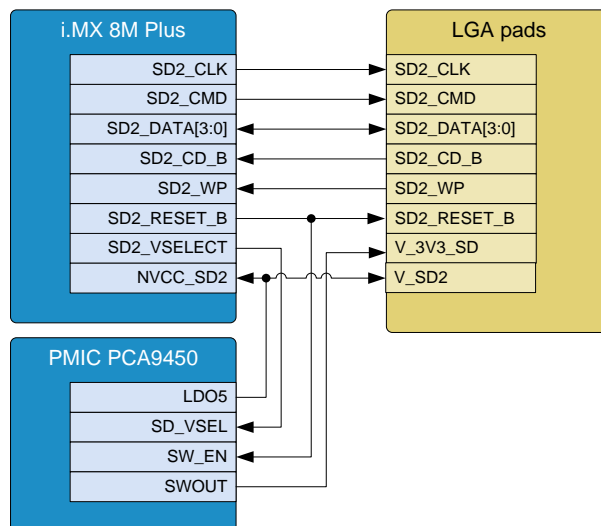 i.MX 8M Plus
SD2_CLK
SD2_CMD
SD2_DATA[3:0]
SD2_CD_B
SD2_WP
SD2_RESET_B
SD2_VSELECT
NVCC_SD2
LGA pads
SD2_CLK
SD2_CMD
SD2_DATA[3:0]
SD2_CD_B
SD2_WP
SD2_RESET_B
V_3V3_SD
V_SD2
PMIC PCA9450
LDO5
SD_VSEL
SW_EN
SWOUT